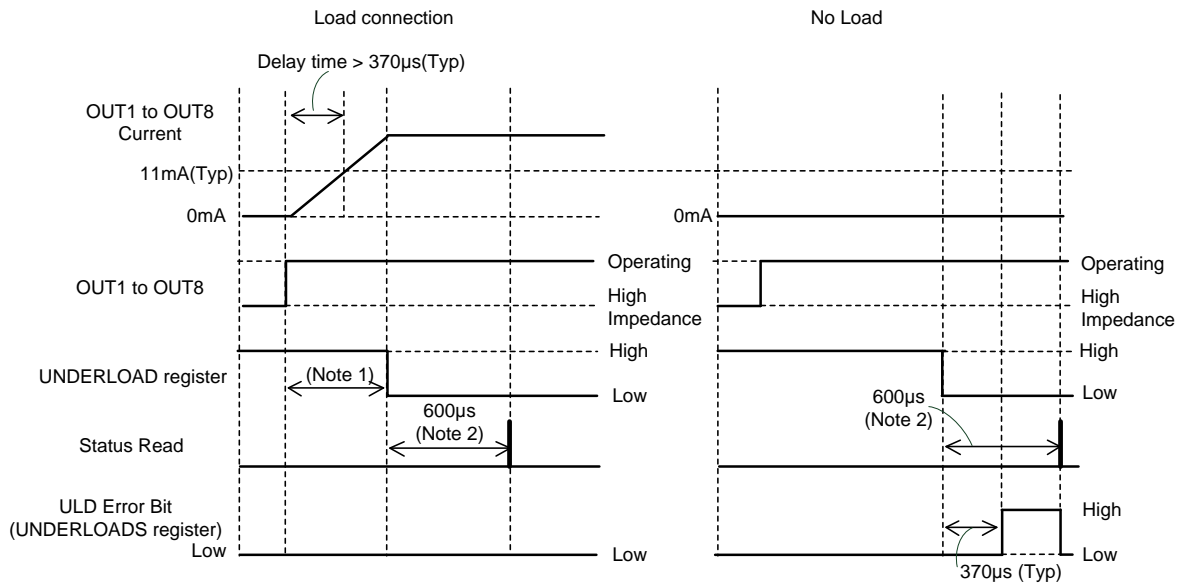 Load connection
No Load
Delay time > 370µs(Typ)
OUT1 to OUT8
Current
11mA(Typ)
0mA
0mA
OUT1 to OUT8
Operating
High
Impedance
Operating
High
Impedance
UNDERLOAD register
(Note 1)
High
Low
High
Low
600µs
(Note 2)
600µs
(Note 2)
Status Read
ULD Error Bit
(UNDERLOADS register)
Low
Low
High
Low
370µs (Typ)